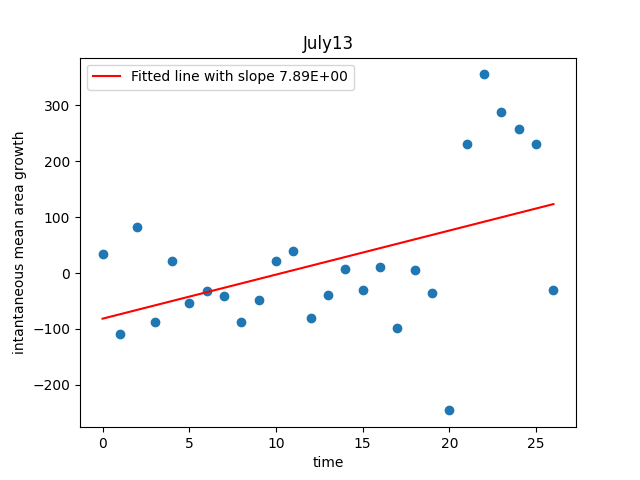 July13
Fitted line with slope 7.89E+00
intantaneous mean area growth
300
200
100
0
−100
−200
0 5 10 15 20 25
time